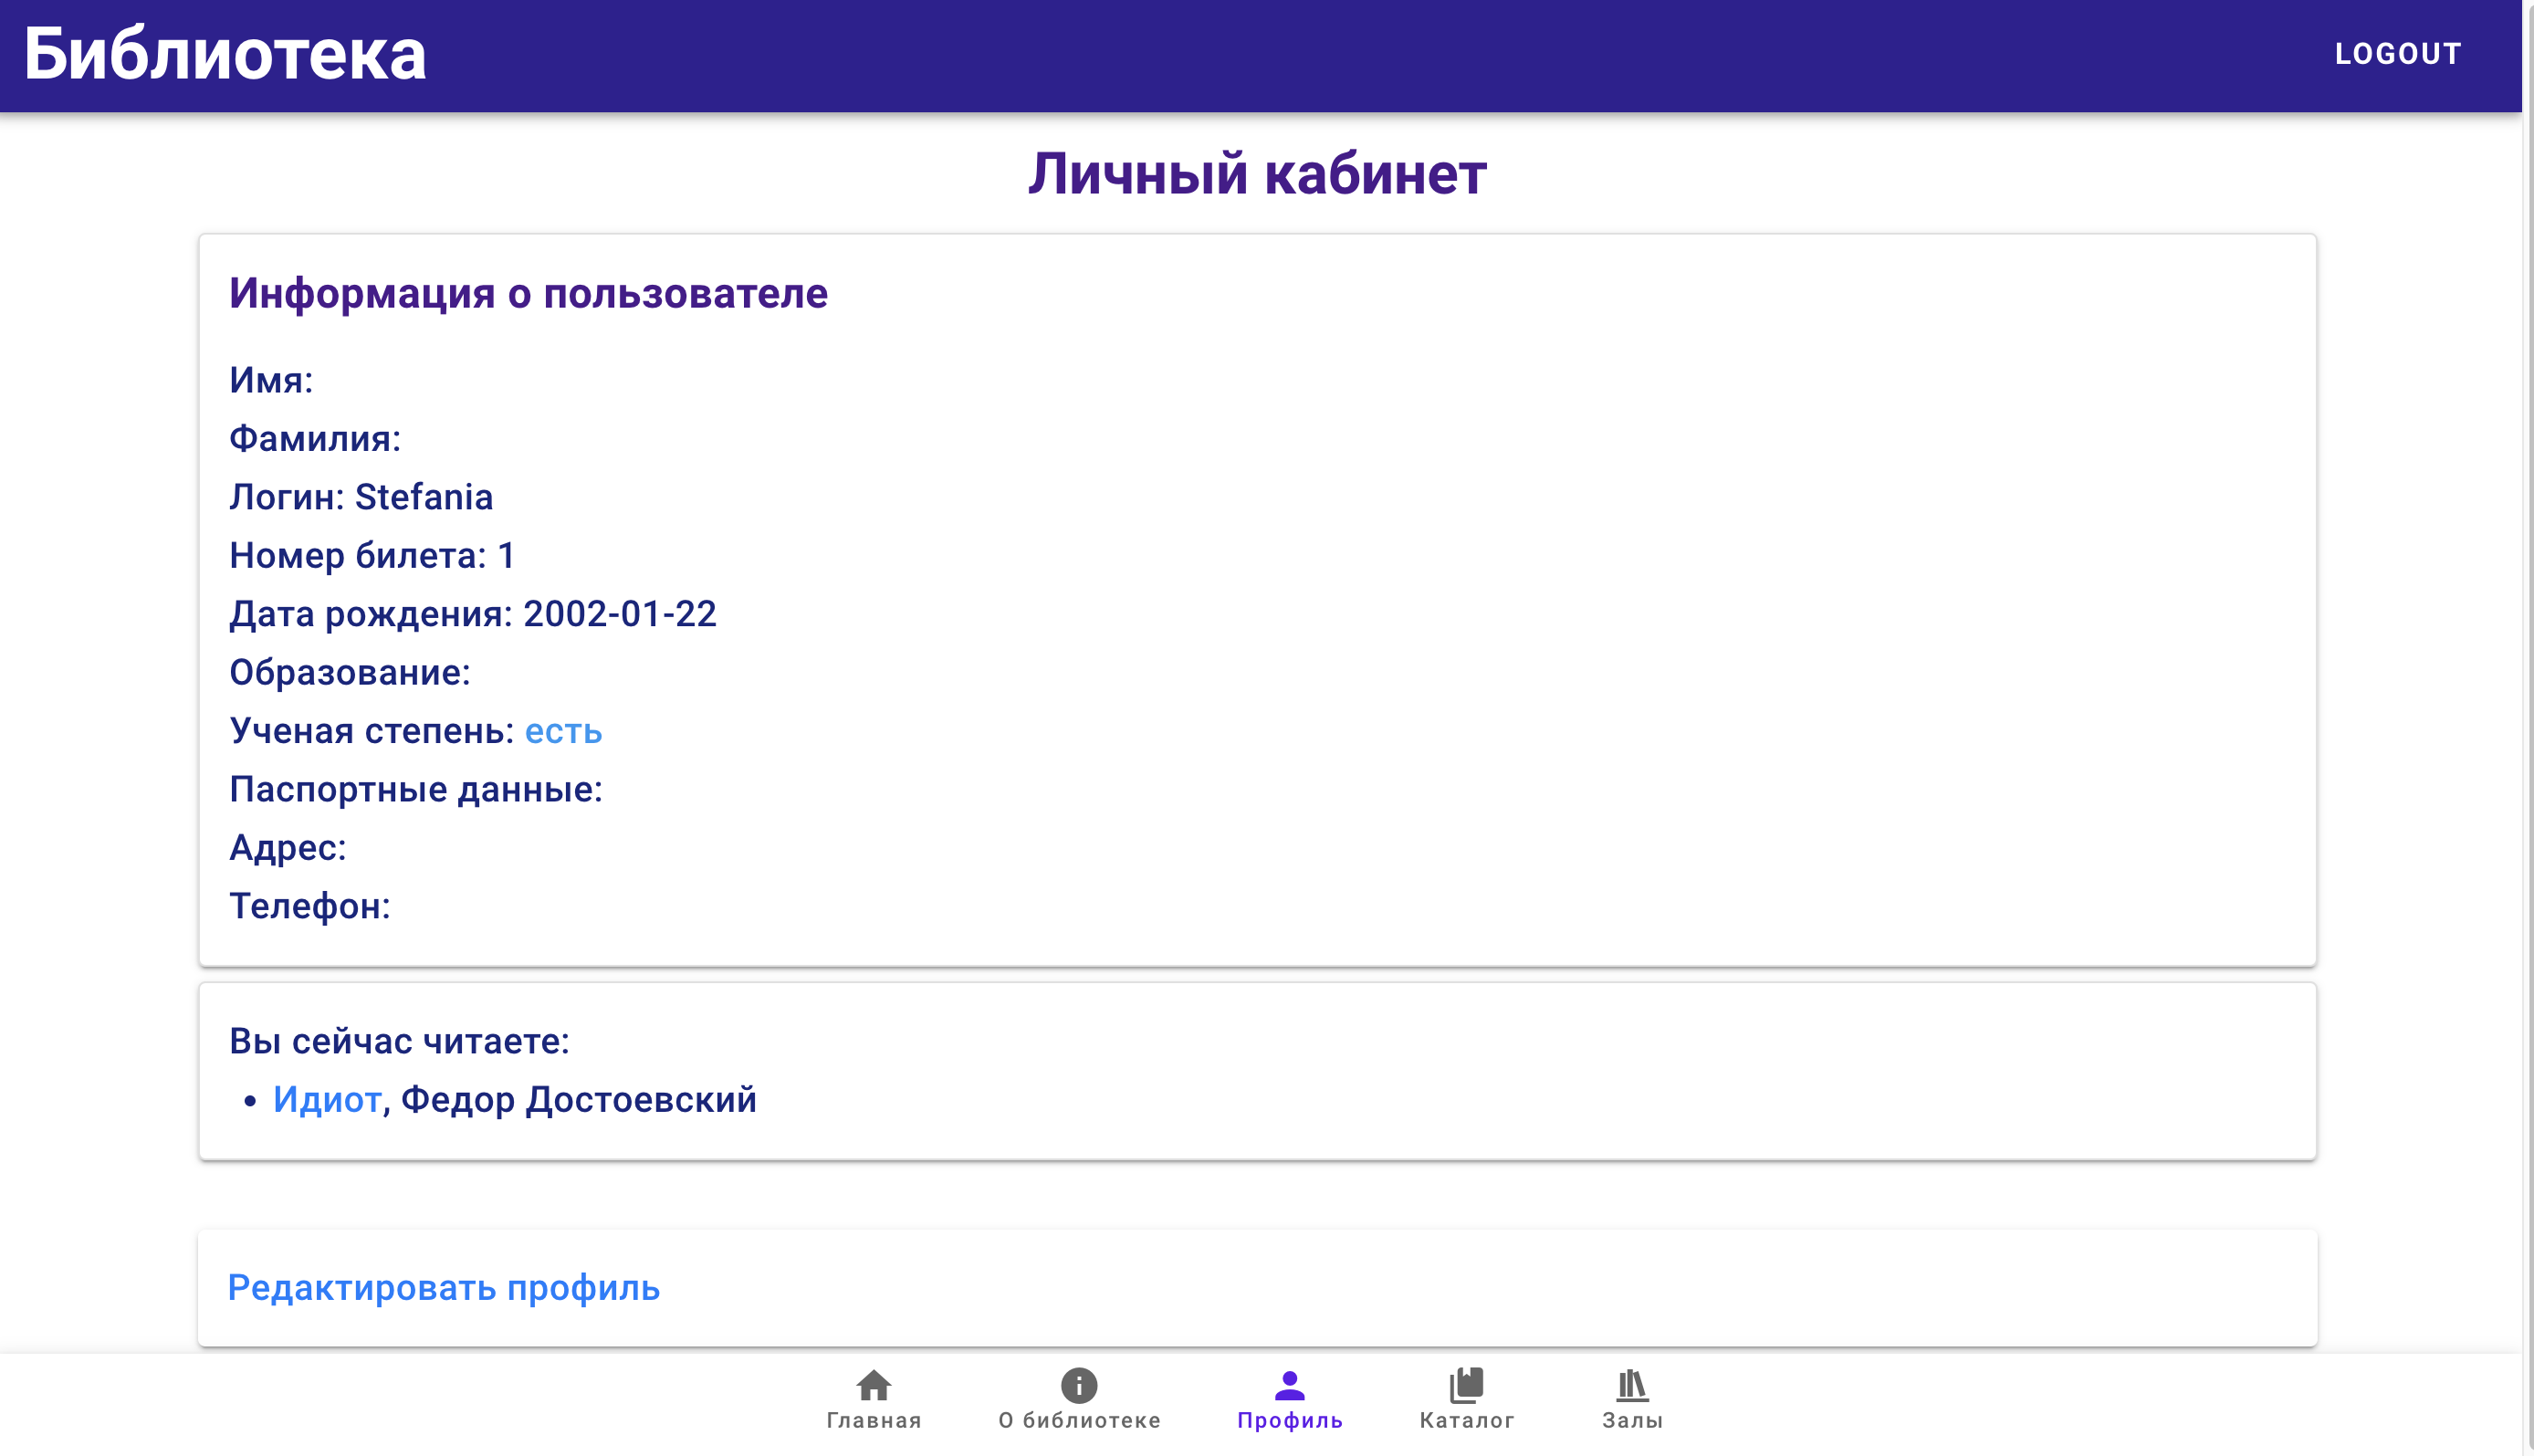 Библиотека
LOGOUT
Личный кабинет
Информация о пользователе
Имя:
Фамилия:
Логин: Stefania
Номер билета: 1
Дата рождения: 2002-01-22
Образование:
Ученая степень: есть
Паспортные данные:
Адрес:
Телефон:
Вы сейчас читаете:
• Идиот, Федор Достоевский
Редактировать профиль
Главная
О библиотеке
Профиль
Каталог
Залы